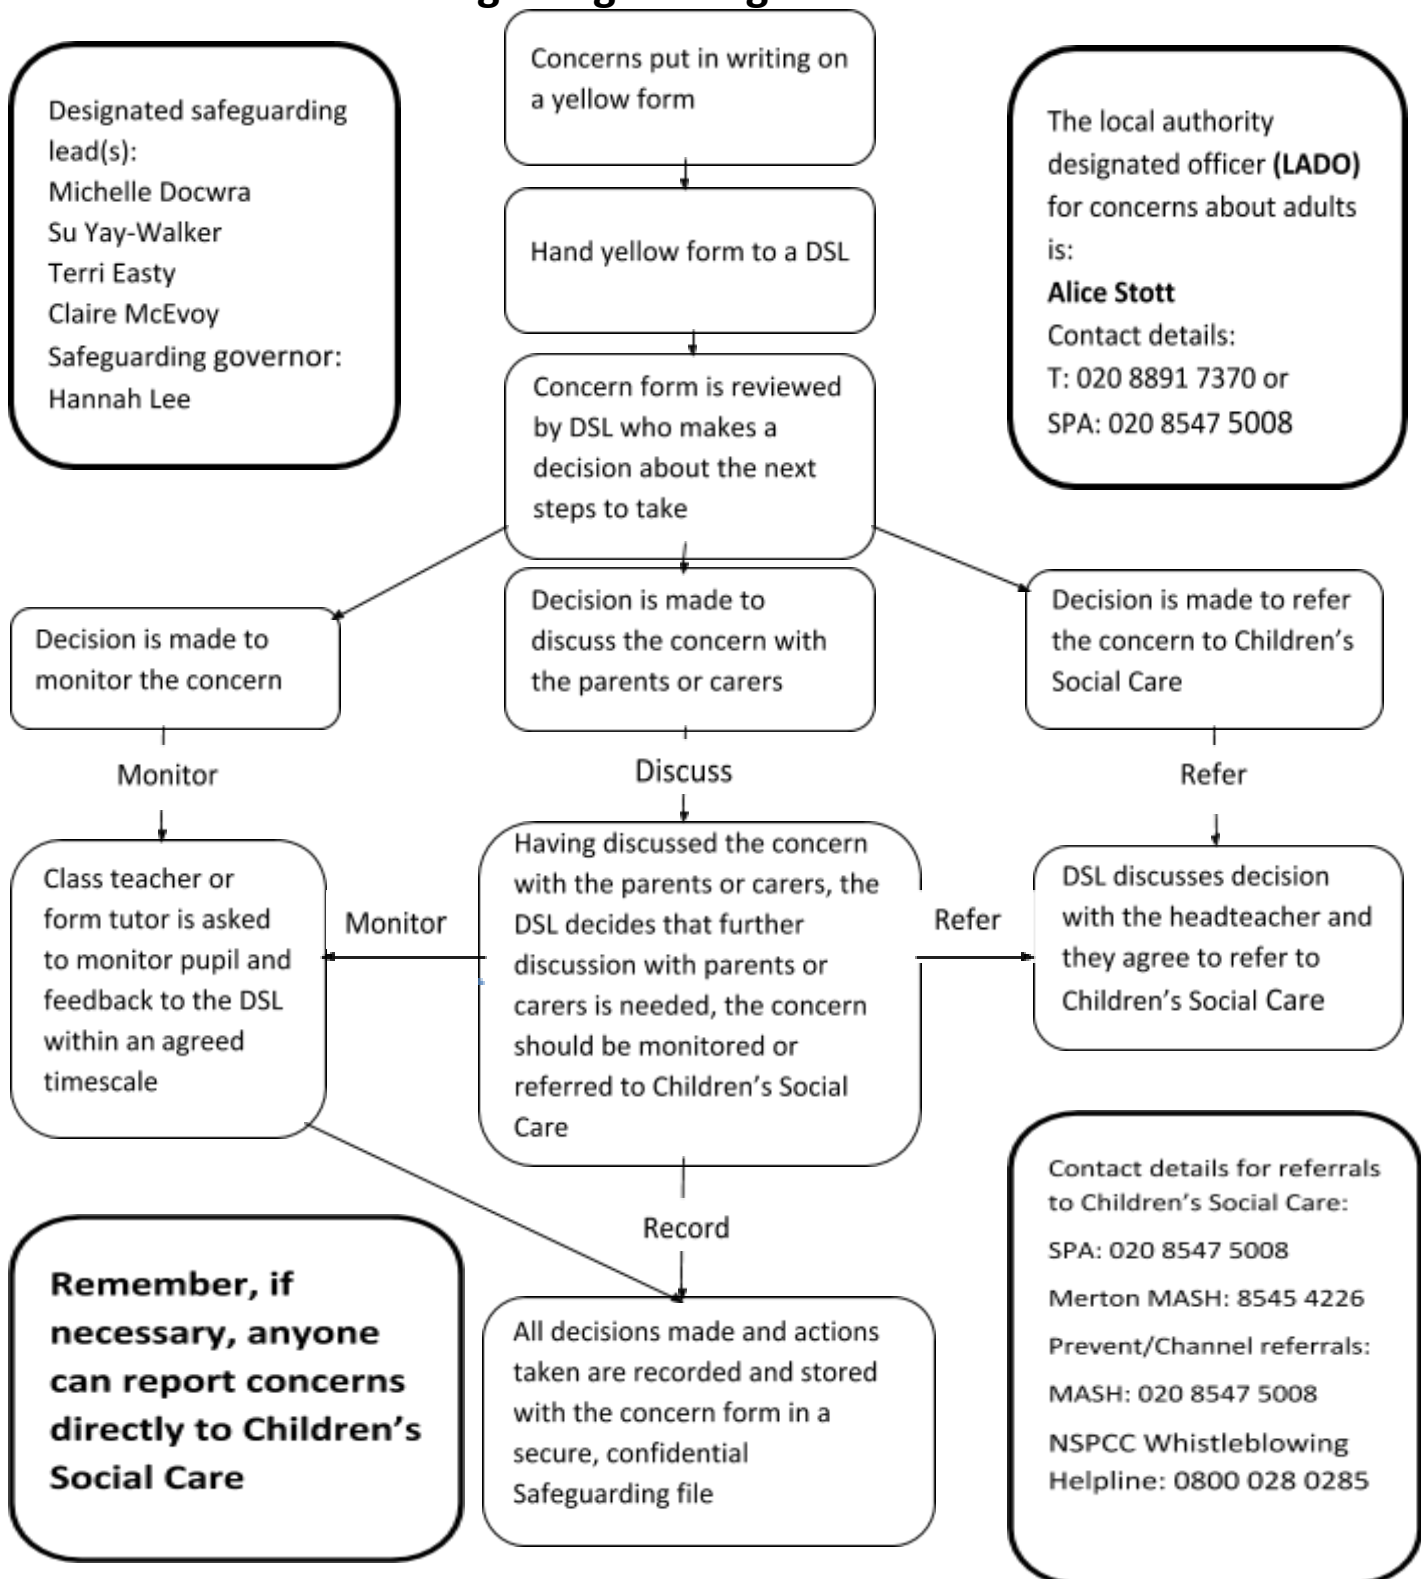 Concerns put in writing on
a yellow form
Designated safeguarding
lead(s):
Michelle Docwra
Su Yay-Walker
Terri Easty
Claire McEvoy
Safeguarding governor:
Hannah Lee
The local authority
designated officer (LADO)
for concerns about adults
is:
Alice Stott
Contact details:
T: 020 8891 7370 or
SPA: 020 8547 5008
Hand yellow form to a DSL
Concern form is reviewed
by DSL who makes a
decision about the next
steps to take
Decision is made to
monitor the concern
Decision is made to
discuss the concern with
the parents or carers
Decision is made to refer
the concern to Children's
Social Care
Monitor
Discuss
Refer
Class teacher or
form tutor is asked
to monitor pupil and
feedback to the DSL
within an agreed
timescale
Monitor
Having discussed the concern
with the parents or carers, the
DSL decides that further
discussion with parents or
carers is needed, the concern
should be monitored or
referred to Children's Social
Care
Refer
DSL discusses decision
with the headteacher and
they agree to refer to
Children's Social Care
Record
Remember, if
necessary, anyone
can report concerns
directly to Children's
Social Care
All decisions made and actions
taken are recorded and stored
with the concern form in a
secure, confidential
Safeguarding file
Contact details for referrals
to Children's Social Care:
SPA: 020 8547 5008
Merton MASH: 8545 4226
Prevent/Channel referrals:
MASH: 020 8547 5008
NSPCC Whistleblowing
Helpline: 0800 028 0285